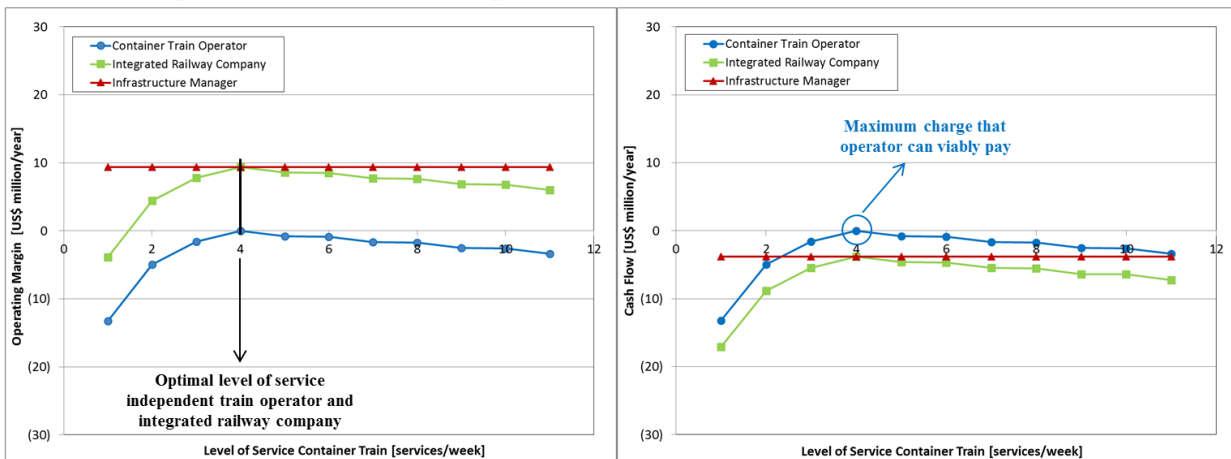 30
20
10
0
(10)
(20)
(30)
0
2
4
6
8
10
12
Operating Margin [US$ million/year]
Level of Service Container Train [services/week]
Container Train Operator
Integrated Railway Company
Infrastructure Manager
Optimal level of service
independent train operator and
integrated railway company
30
20
10
0
(10)
(20)
(30)
0
2
4
6
8
10
12
Cash Flow [US$ million/year]
Level of Service Container Train [services/week]
Container Train Operator
Integrated Railway Company
Infrastructure Manager
Maximum charge that
operator can viably pay